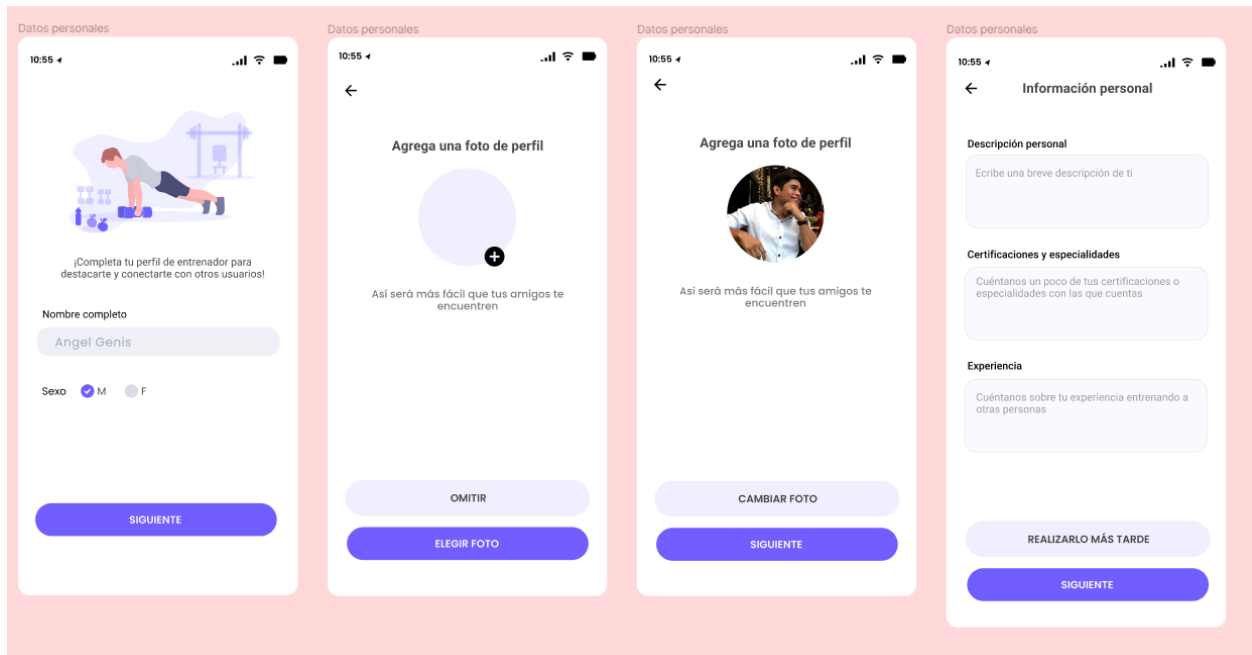 Datos personales
10:55
¡Completa tu perfil de entrenador para
destacarte y conectarte con otros usuarios!
Nombre completo
Angel Genis
Sexo M F
SIGUIENTE
Datos personales
10:55
Agrega una foto de perfil
Así será más fácil que tus amigos te
encuentren
OMITIR
ELEGIR FOTO
Datos personales
10:55
Agrega una foto de perfil
Así será más fácil que tus amigos te
encuentren
CAMBIAR FOTO
SIGUIENTE
Datos personales
10:55
Información personal
Descripción personal
Ecribe una breve descripción de ti
Certificaciones y especialidades
Cuéntanos un poco de tus certificaciones o
especialidades con las que cuentas
Experiencia
Cuéntanos sobre tu experiencia entrenando a
otras personas
REALIZARLO MÁS TARDE
SIGUIENTE